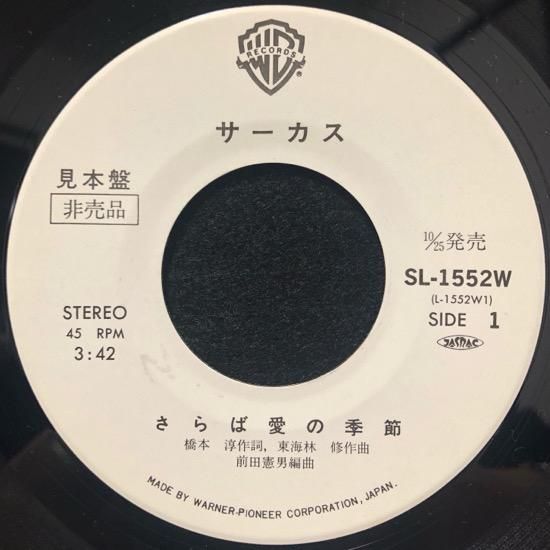 WB
RECORDS
®
サーカス
見本盤
非売品
10/25発売
SL-1552W
(L-1552W1)
STEREO
45 RPM
3:42
SIDE 1
JASRAC
さらば愛の季節
橋本 淳作詞, 東海林 修作曲
前田憲男編曲
MADE BY WARNER-PIONEER CORPORATION, JAPAN.